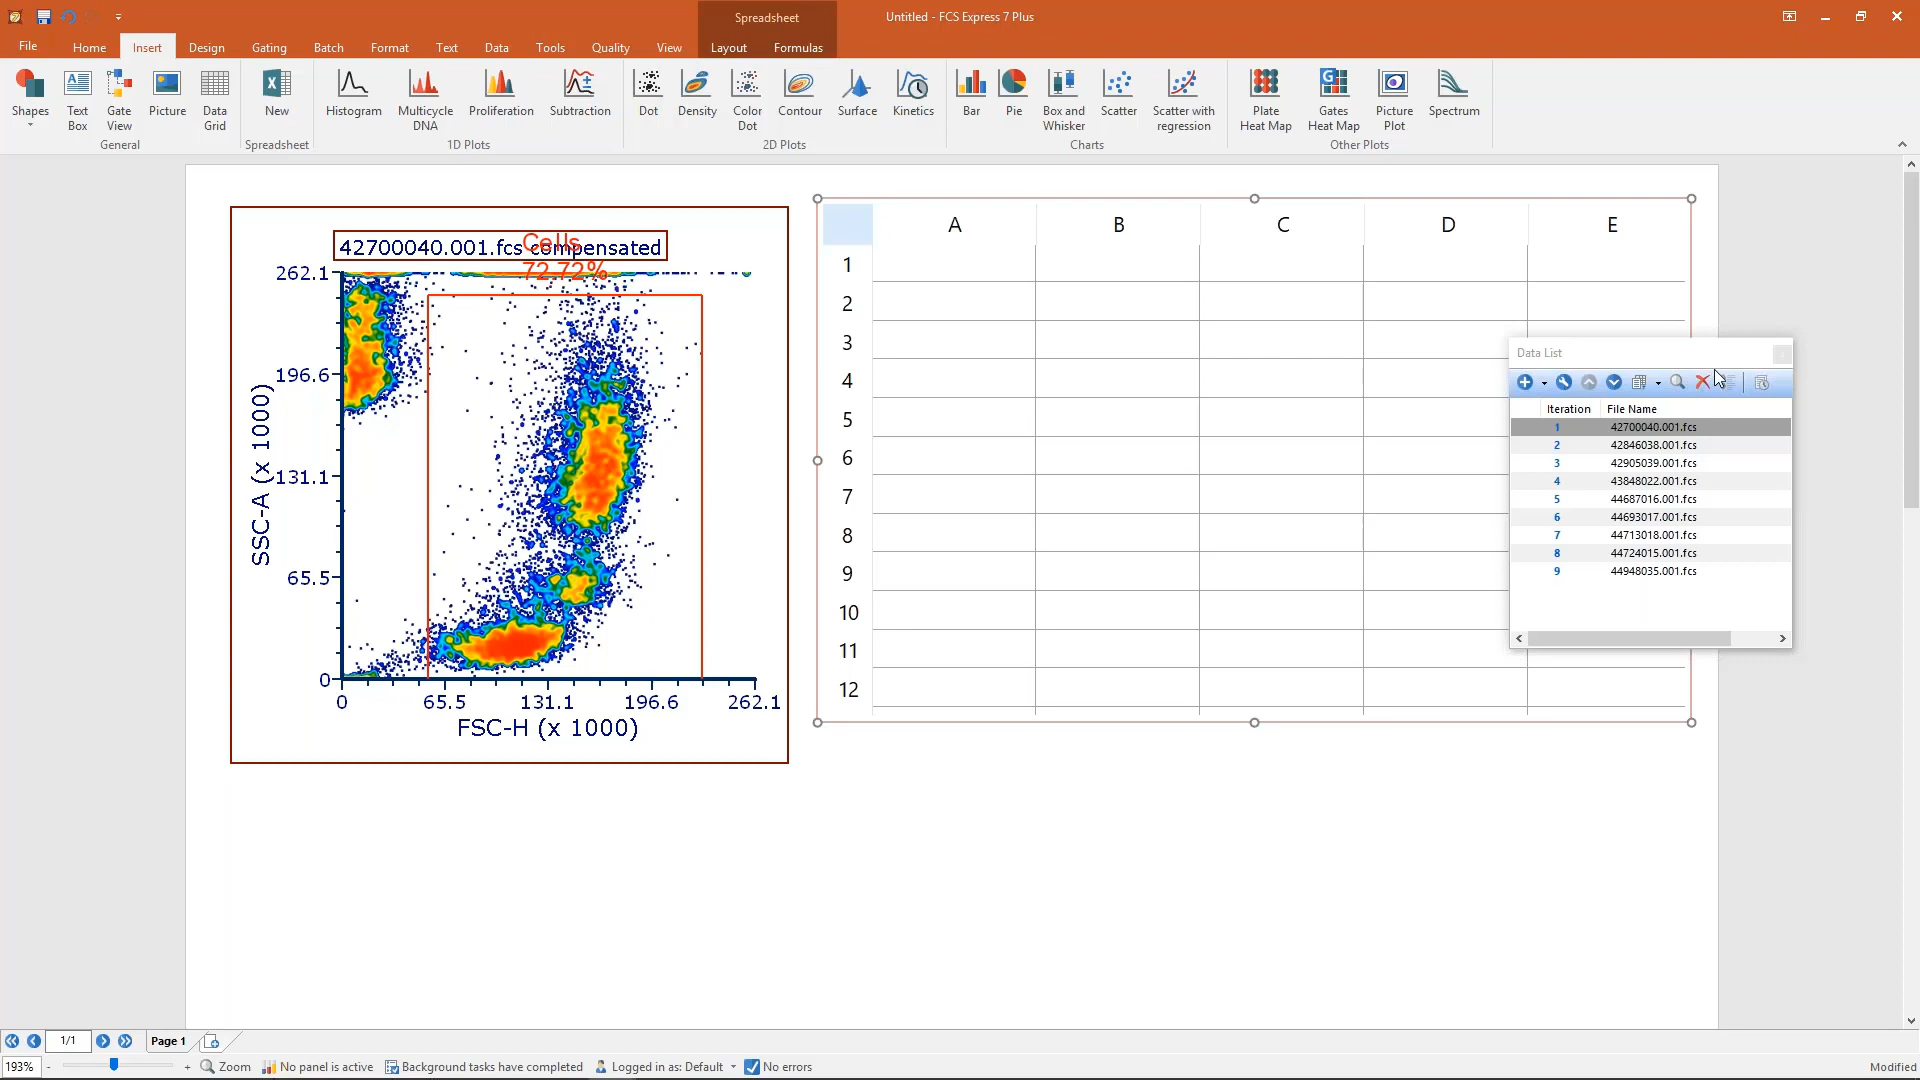 Spreadsheet
Untitled - FCS Express 7 Plus
File
Home
Insert
Design
Gating
Batch
Format
Text
Data
Tools
Quality
View
Layout
Formulas
Shapes
Text Box
Gate View
Picture
Data Grid
New
Histogram
Multicycle DNA
Proliferation
Subtraction
Dot
Density
Color Dot
Contour
Surface
Kinetics
Bar
Pie
Box and Whisker
Scatter
Scatter with regression
Plate Heat Map
Gates Heat Map
Picture Plot
Spectrum
General
Spreadsheet
1D Plots
2D Plots
Charts
Other Plots
42700040.001.fcs compensated
Cells
72.72%
262.1
196.6
131.1
65.5
0
SSC-A (x 1000)
0
65.5
131.1
196.6
262.1
FSC-H (x 1000)
A
B
C
D
E
1
2
3
4
5
6
7
8
9
10
11
12
Data List
Iteration File Name
1 42700040.001.fcs
2 42846038.001.fcs
3 42905039.001.fcs
4 43848022.001.fcs
5 44687016.001.fcs
6 44693017.001.fcs
7 44713018.001.fcs
8 44724015.001.fcs
9 44948035.001.fcs
1/1
Page 1
193%
-
+
Zoom
No panel is active
Background tasks have completed
Logged in as: Default
No errors
Modified